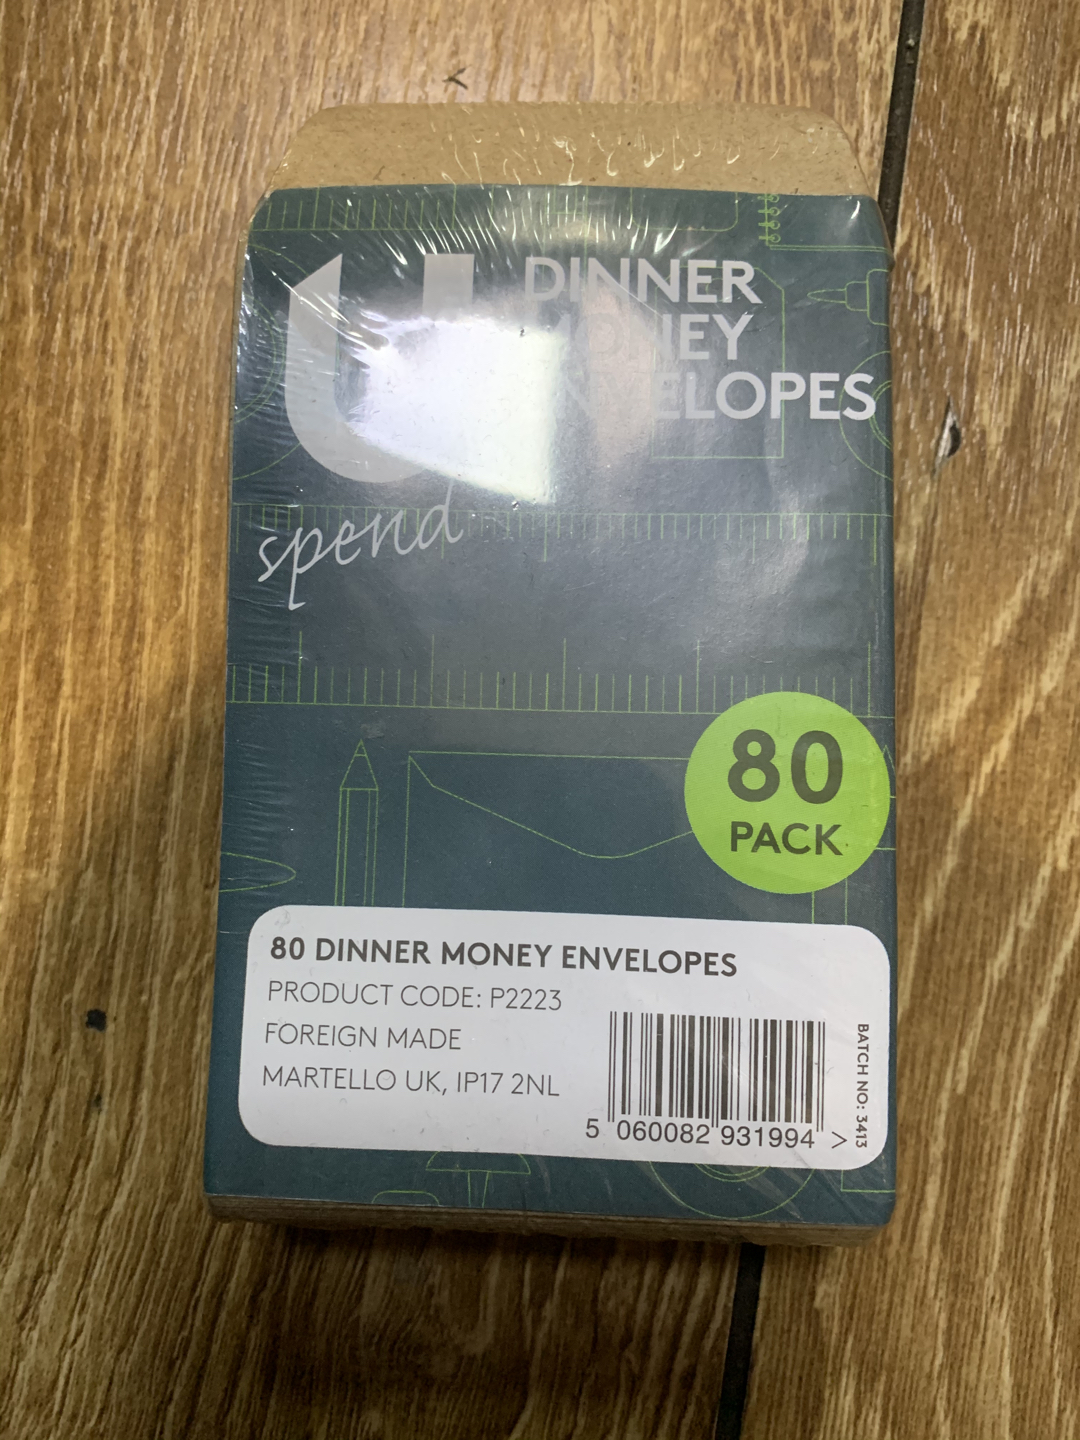 U
spend
DINNER
MONEY
ENVELOPES
80
PACK
80 DINNER MONEY ENVELOPES
PRODUCT CODE: P2223
FOREIGN MADE
MARTELLO UK, IP17 2NL
5 060082 931994 >
BATCH NO: 3413